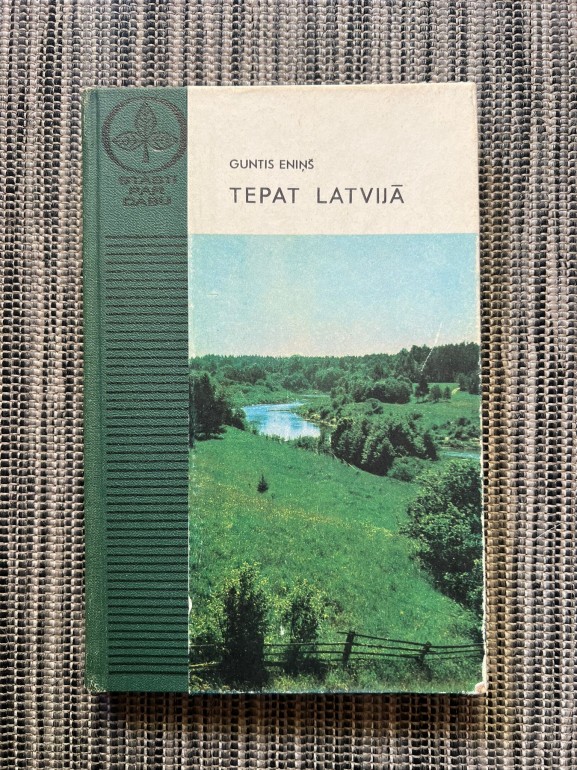 STĀSTI
PAR
DABU
GUNTIS ENIŅŠ
TEPAT LATVIJĀ